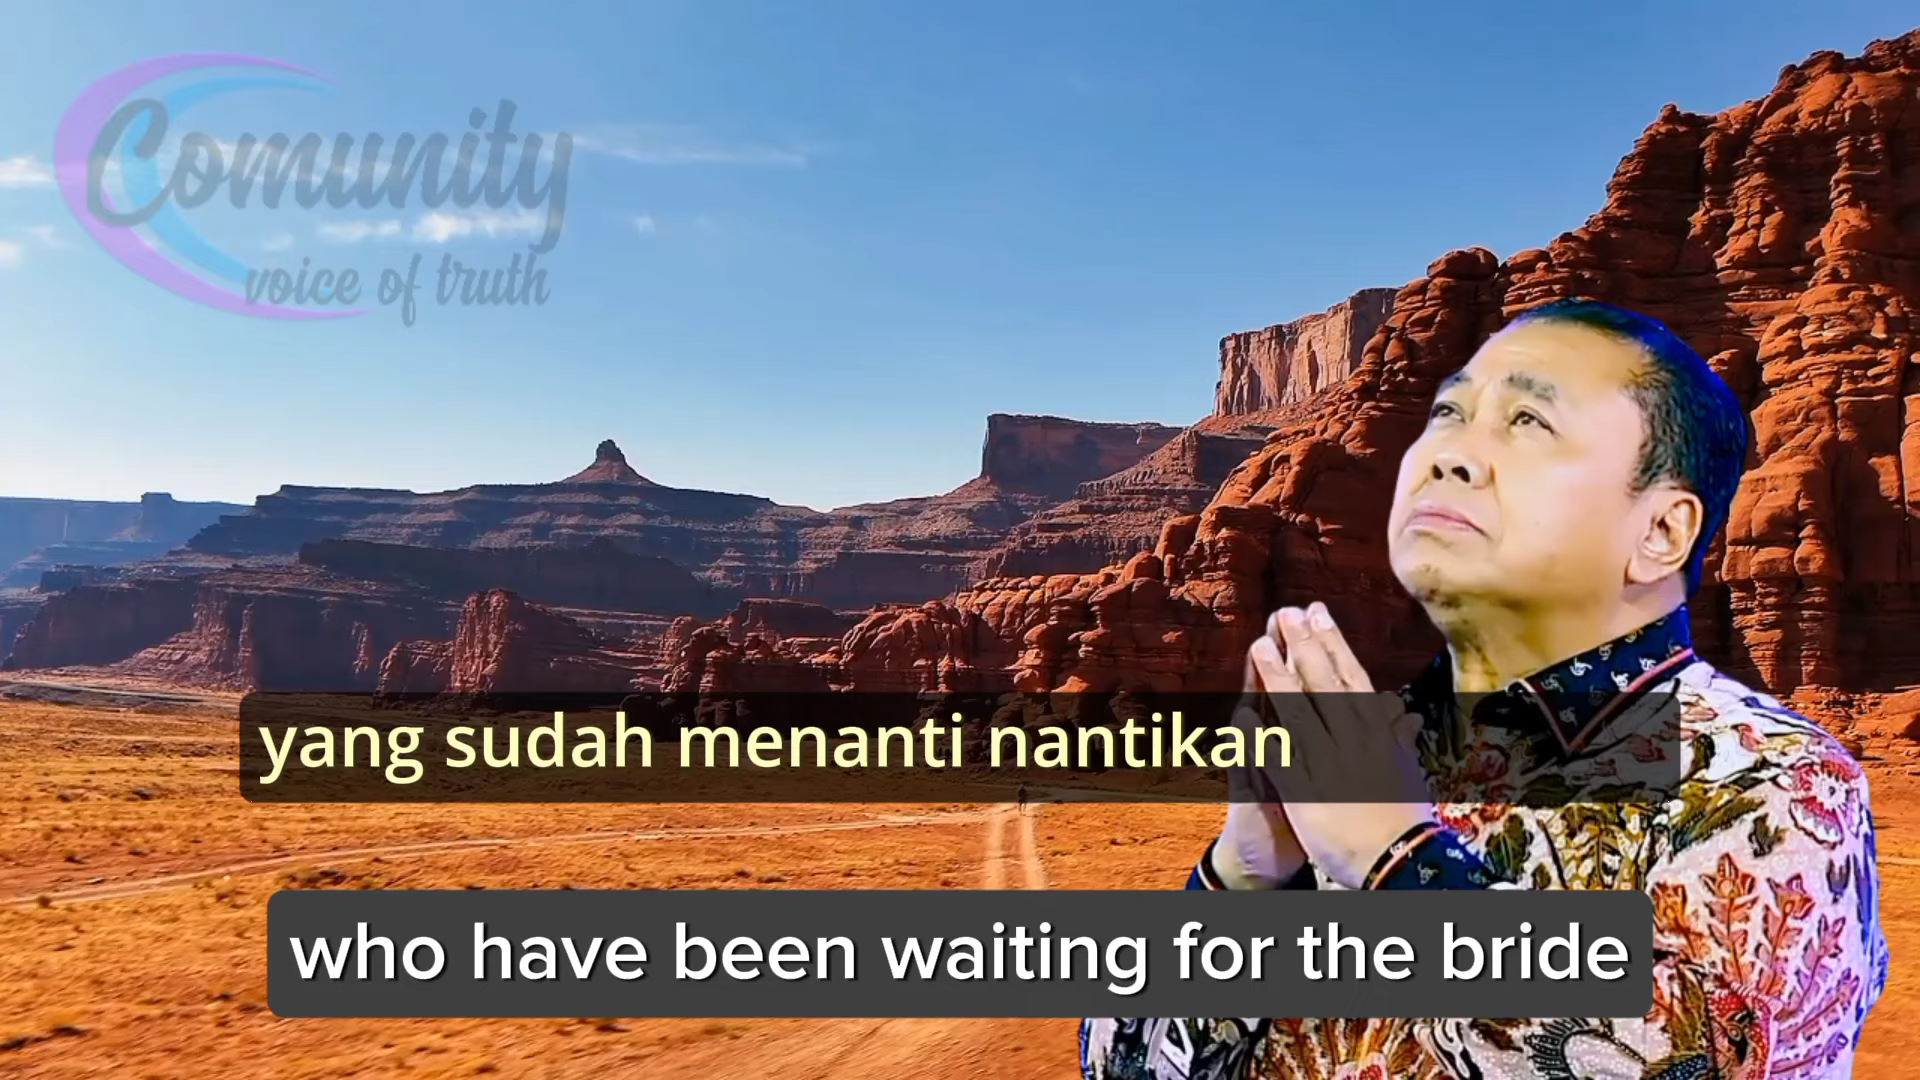 Comunity
voice of truth
yang sudah menanti nantikan
who have been waiting for the bride